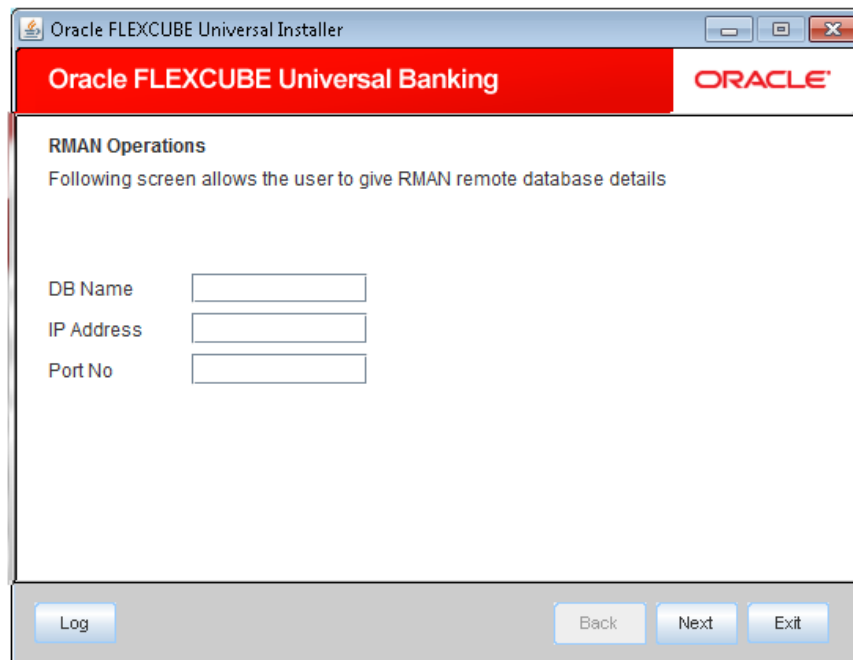 Oracle FLEXCUBE Universal Installer
Oracle FLEXCUBE Universal Banking
ORACLE®
RMAN Operations
Following screen allows the user to give RMAN remote database details
DB Name
IP Address
Port No
Log
Back
Next
Exit